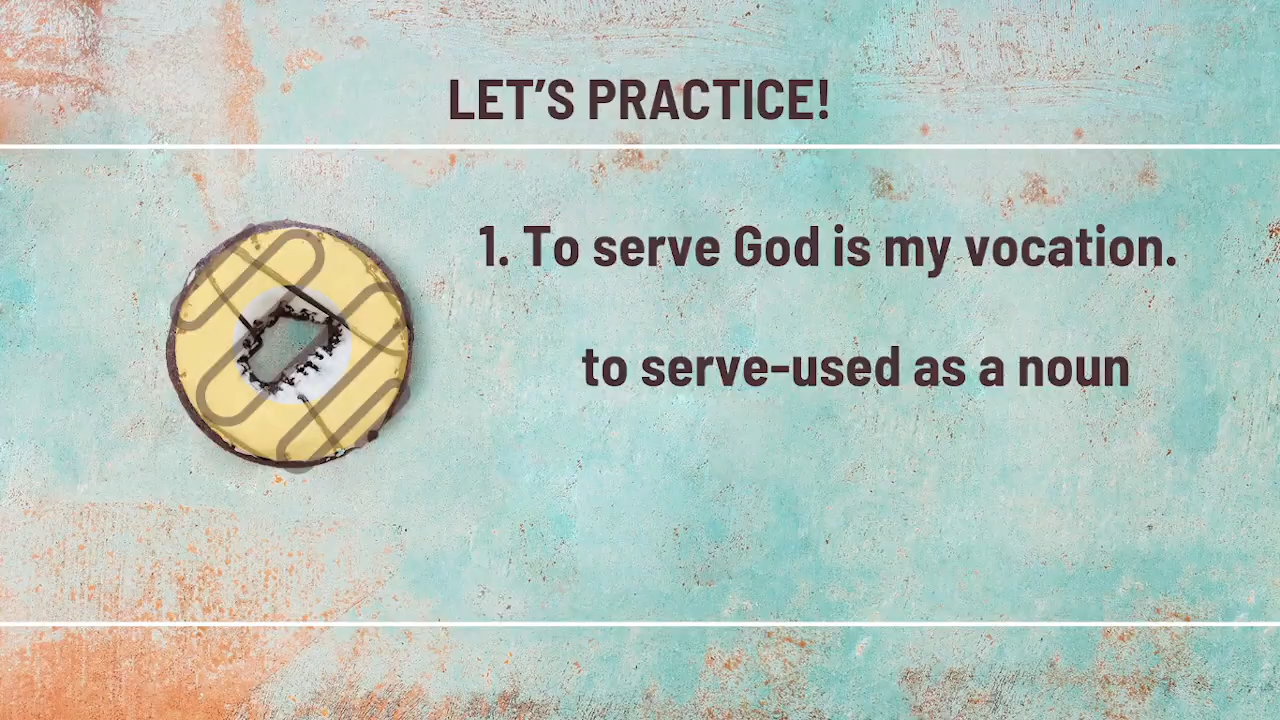 LET’S PRACTICE!
1. To serve God is my vocation.
to serve-used as a noun